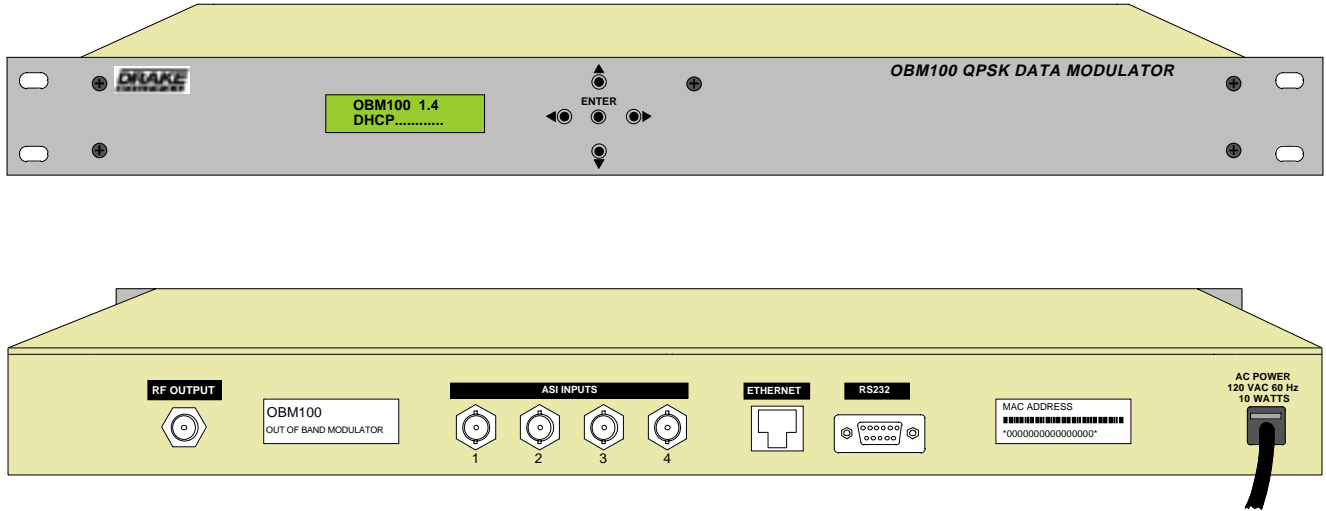 DRAKE
OBM100 1.4
DHCP............
ENTER
OBM100 QPSK DATA MODULATOR
RF OUTPUT
OBM100
OUT OF BAND MODULATOR
ASI INPUTS
1 2 3 4
ETHERNET
RS232
MAC ADDRESS
*0000000000000000*
AC POWER
120 VAC 60 Hz
10 WATTS